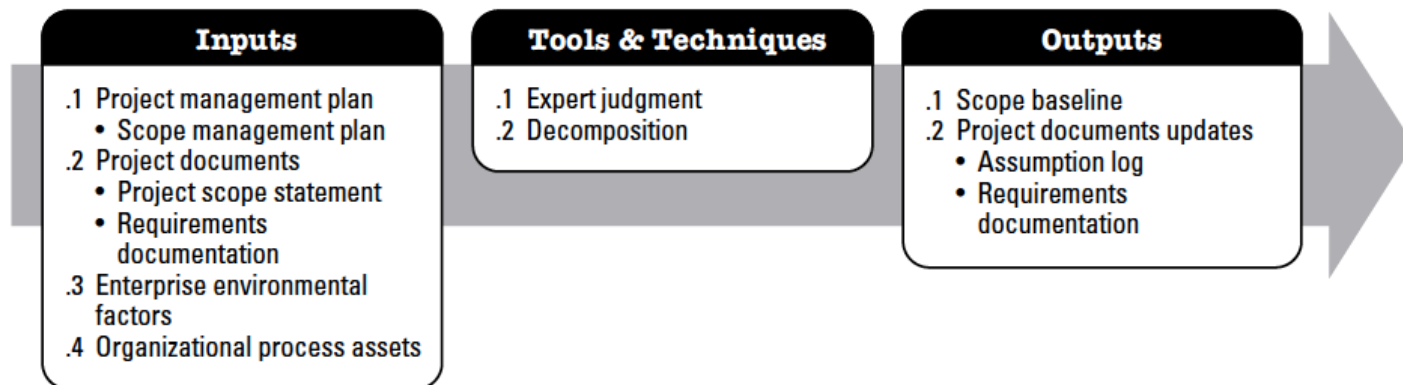 Inputs
.1 Project management plan
• Scope management plan
.2 Project documents
• Project scope statement
• Requirements
documentation
.3 Enterprise environmental
factors
.4 Organizational process assets
Tools & Techniques
.1 Expert judgment
.2 Decomposition
Outputs
.1 Scope baseline
.2 Project documents updates
• Assumption log
• Requirements
documentation